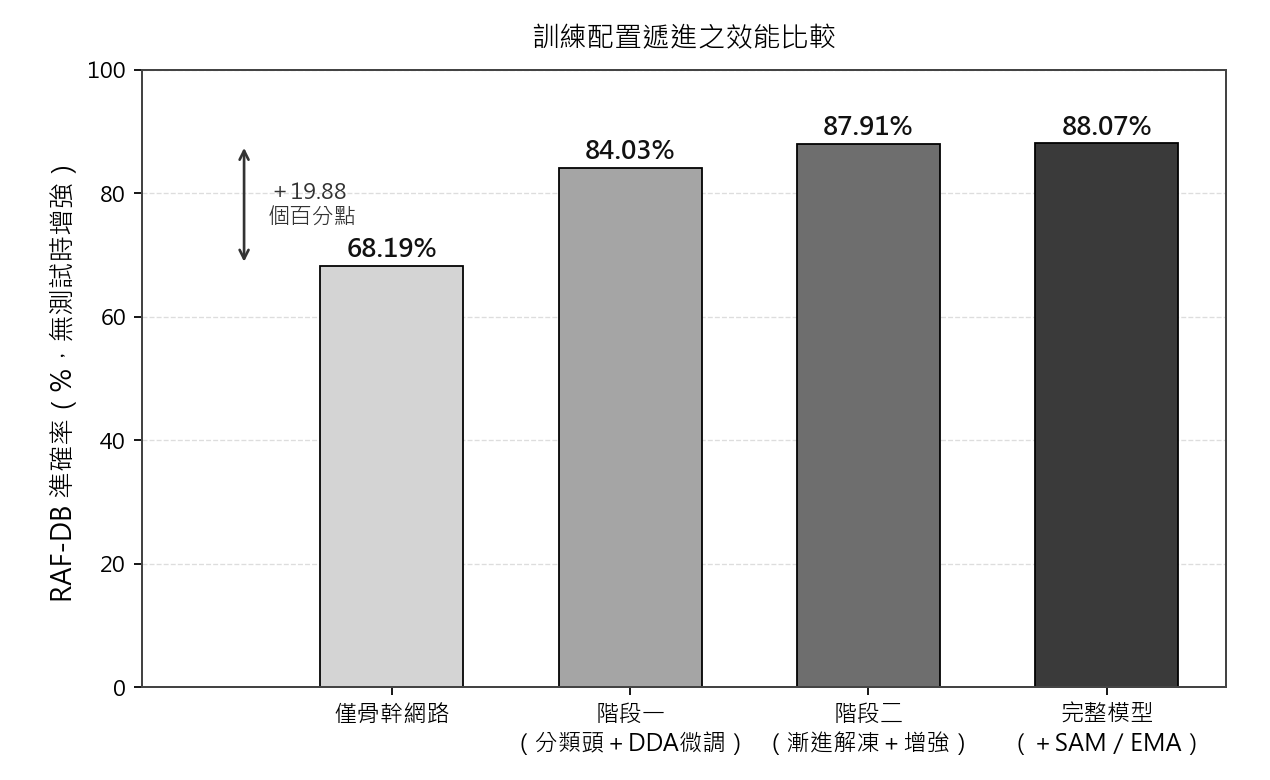 訓練配置遞進之效能比較
RAF-DB 準確率（%，無測試時增強）
100
80
60
40
20
0
+19.88
個百分點
68.19%
84.03%
87.91%
88.07%
僅骨幹網路
階段一
（分類頭+DDA微調）
階段二
（漸進解凍+增強）
完整模型
（+SAM / EMA）